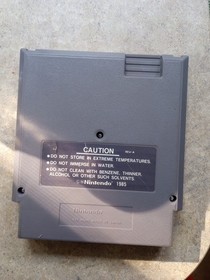 CAUTION
●DO NOT STORE IN EXTREME TEMPERATURES.
●DO NOT IMMERSE IN WATER.
●DO NOT CLEAN WITH BENZENE, THINNER,
ALCOHOL OR OTHER SUCH SOLVENTS.
©Nintendo 1985
Nintendo